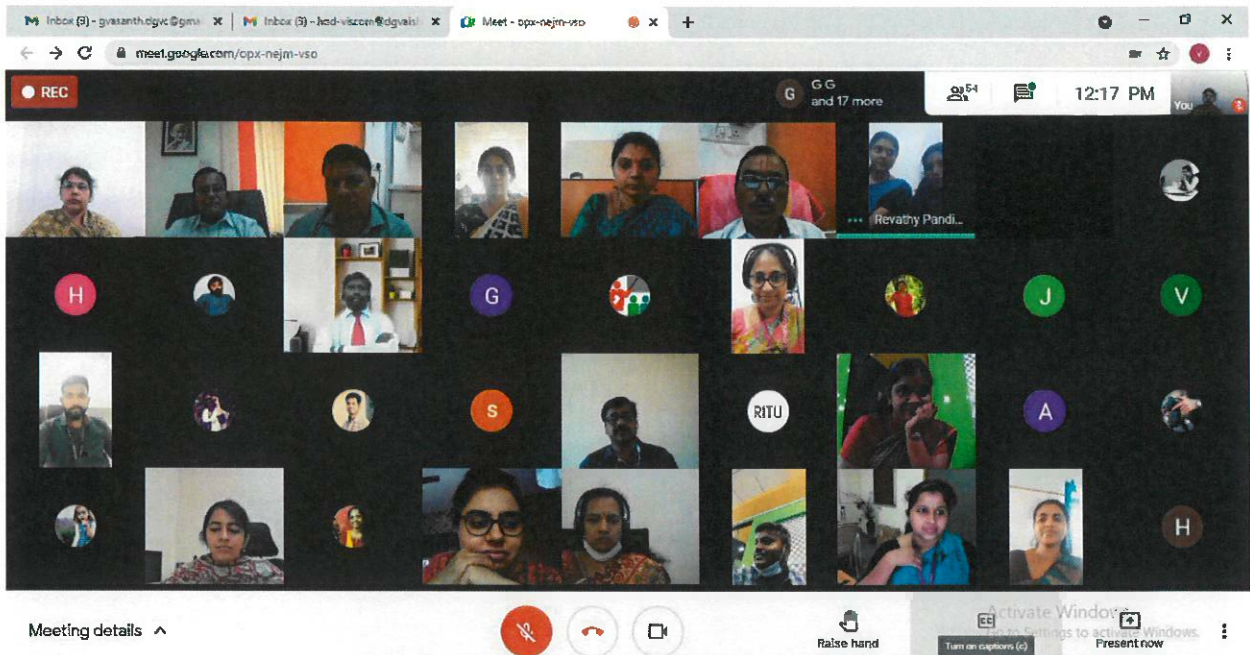 Inbox (9) - gvasanth.dgvc@gma
Inbox (9) - hod-viscom@dgvaish
Meet - opx-nejm-vso
meet.google.com/opx-nejm-vso
V
REC
G
G G
and 17 more
54
12:17 PM
You
Revathy Pandi...
H
G
J
V
S
RITU
A
H
Meeting details
Raise hand
Turn on captions (c)
Present now
Activate Windows
Go to Settings to activate Windows.